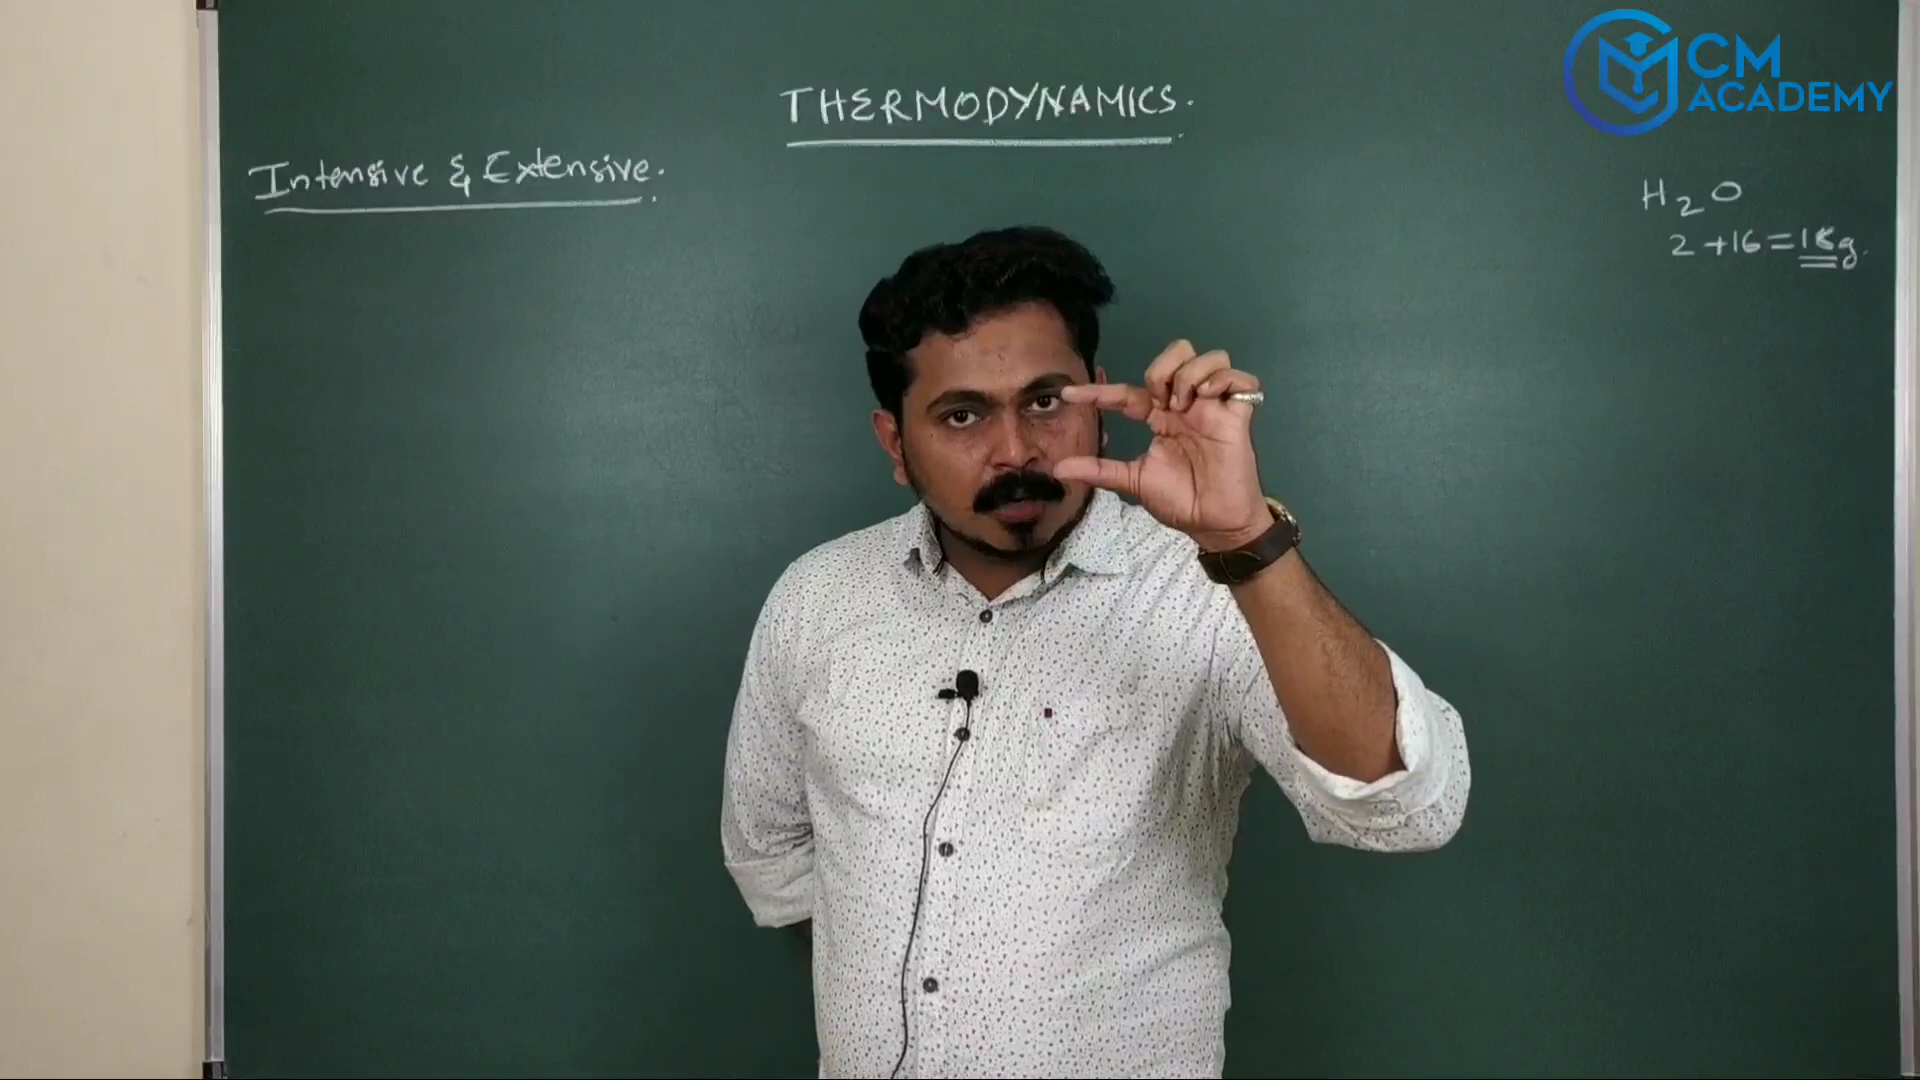 CM
ACADEMY
THERMODYNAMICS.
Intensive & Extensive.
H2O
2+16=18g.